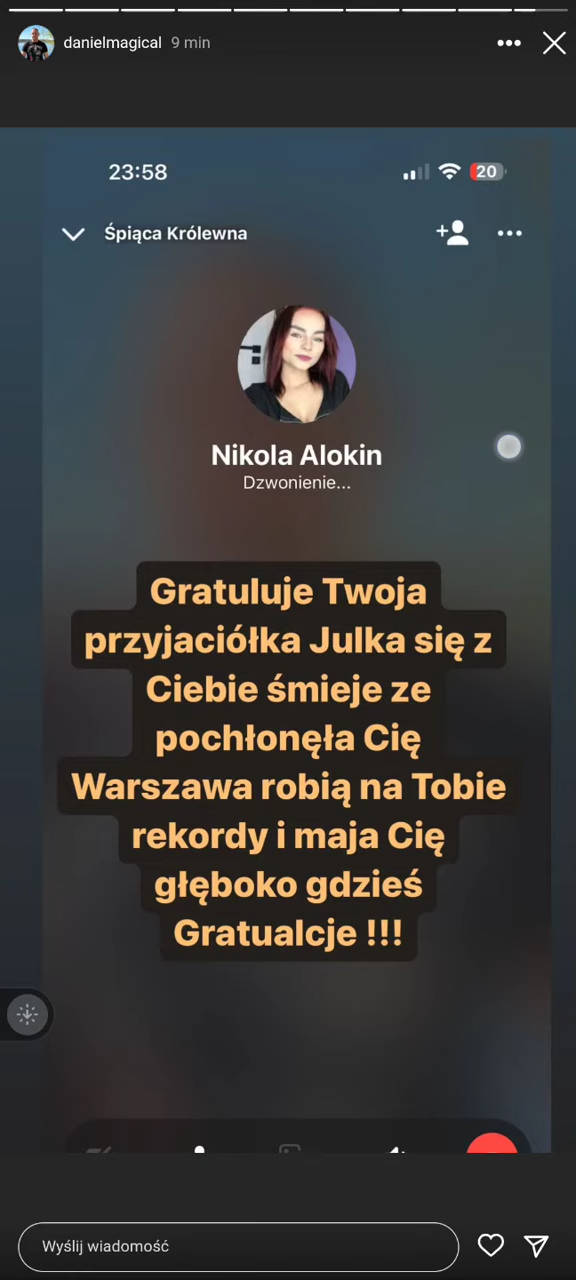 danielmagical 9 min
23:58
20
Śpiąca Królewna
Nikola Alokin
Dzwonienie...
Gratuluje Twoja
przyjaciółka Julka się z
Ciebie śmieje ze
pochłonęła Cię
Warszawa robią na Tobie
rekordy i maja Cię
głęboko gdzieś
Gratualcje !!!
Wyślij wiadomość